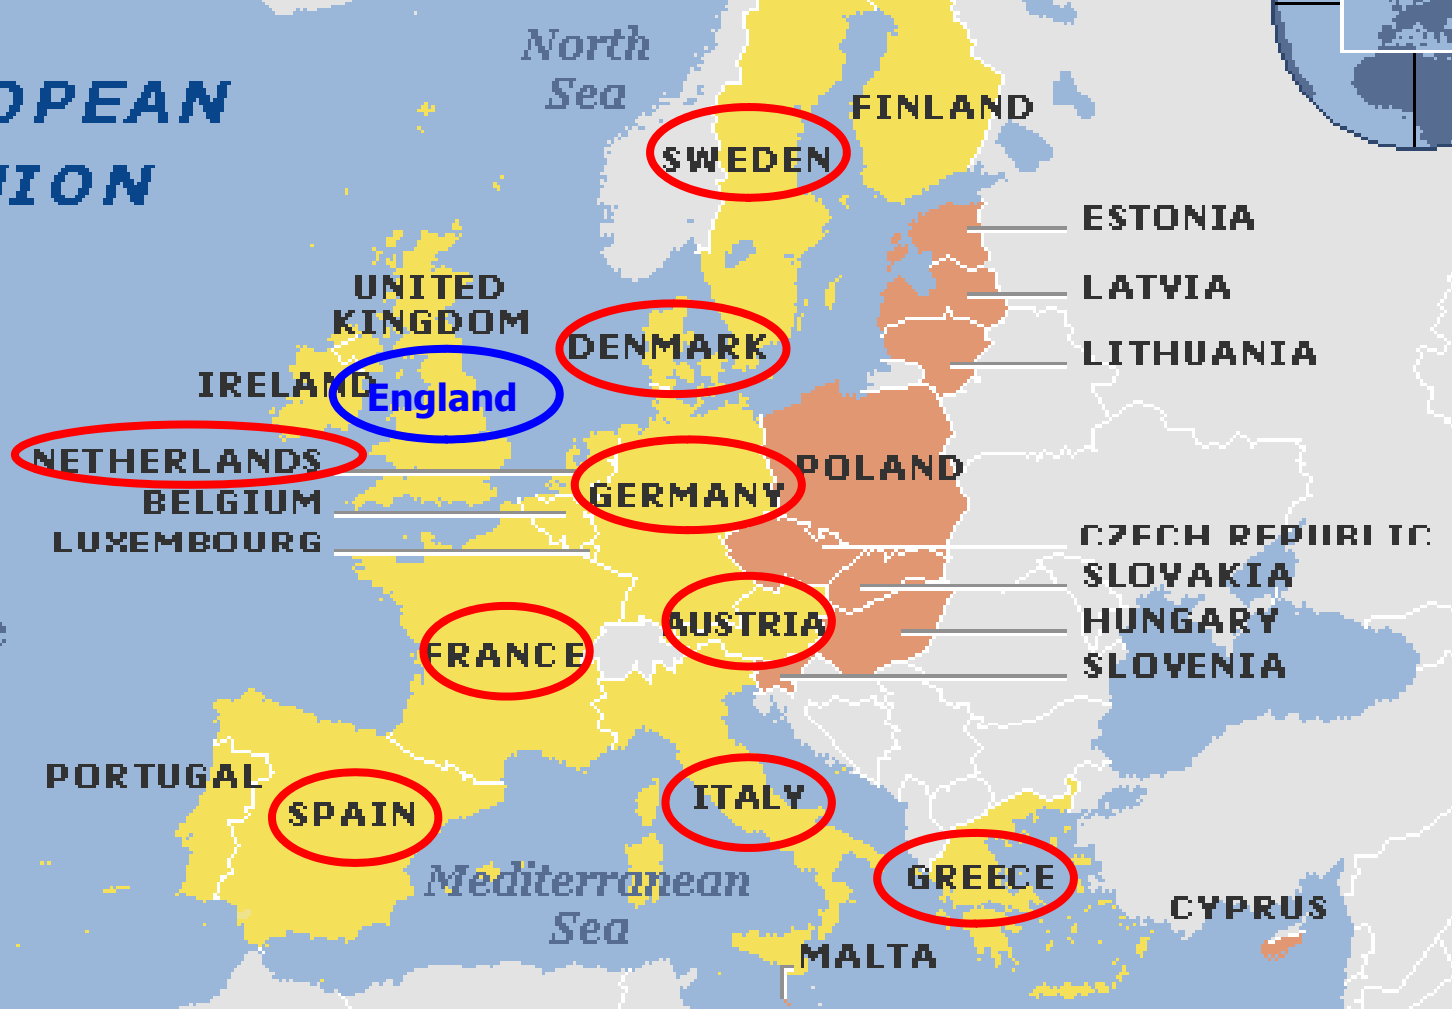 North
Sea
OPEAN
NION
FINLAND
SWEDEN
ESTONIA
UNITED
KINGDOM
LATVIA
DENMARK
LITHUANIA
IRELAND
England
NETHERLANDS
POLAND
GERMANY
BELGIUM
LUXEMBOURG
CZECH REPUBLIC
SLOVAKIA
AUSTRIA
HUNGARY
FRANCE
SLOVENIA
PORTUGAL
SPAIN
ITALY
Mediterranean
Sea
GREECE
CYPRUS
MALTA